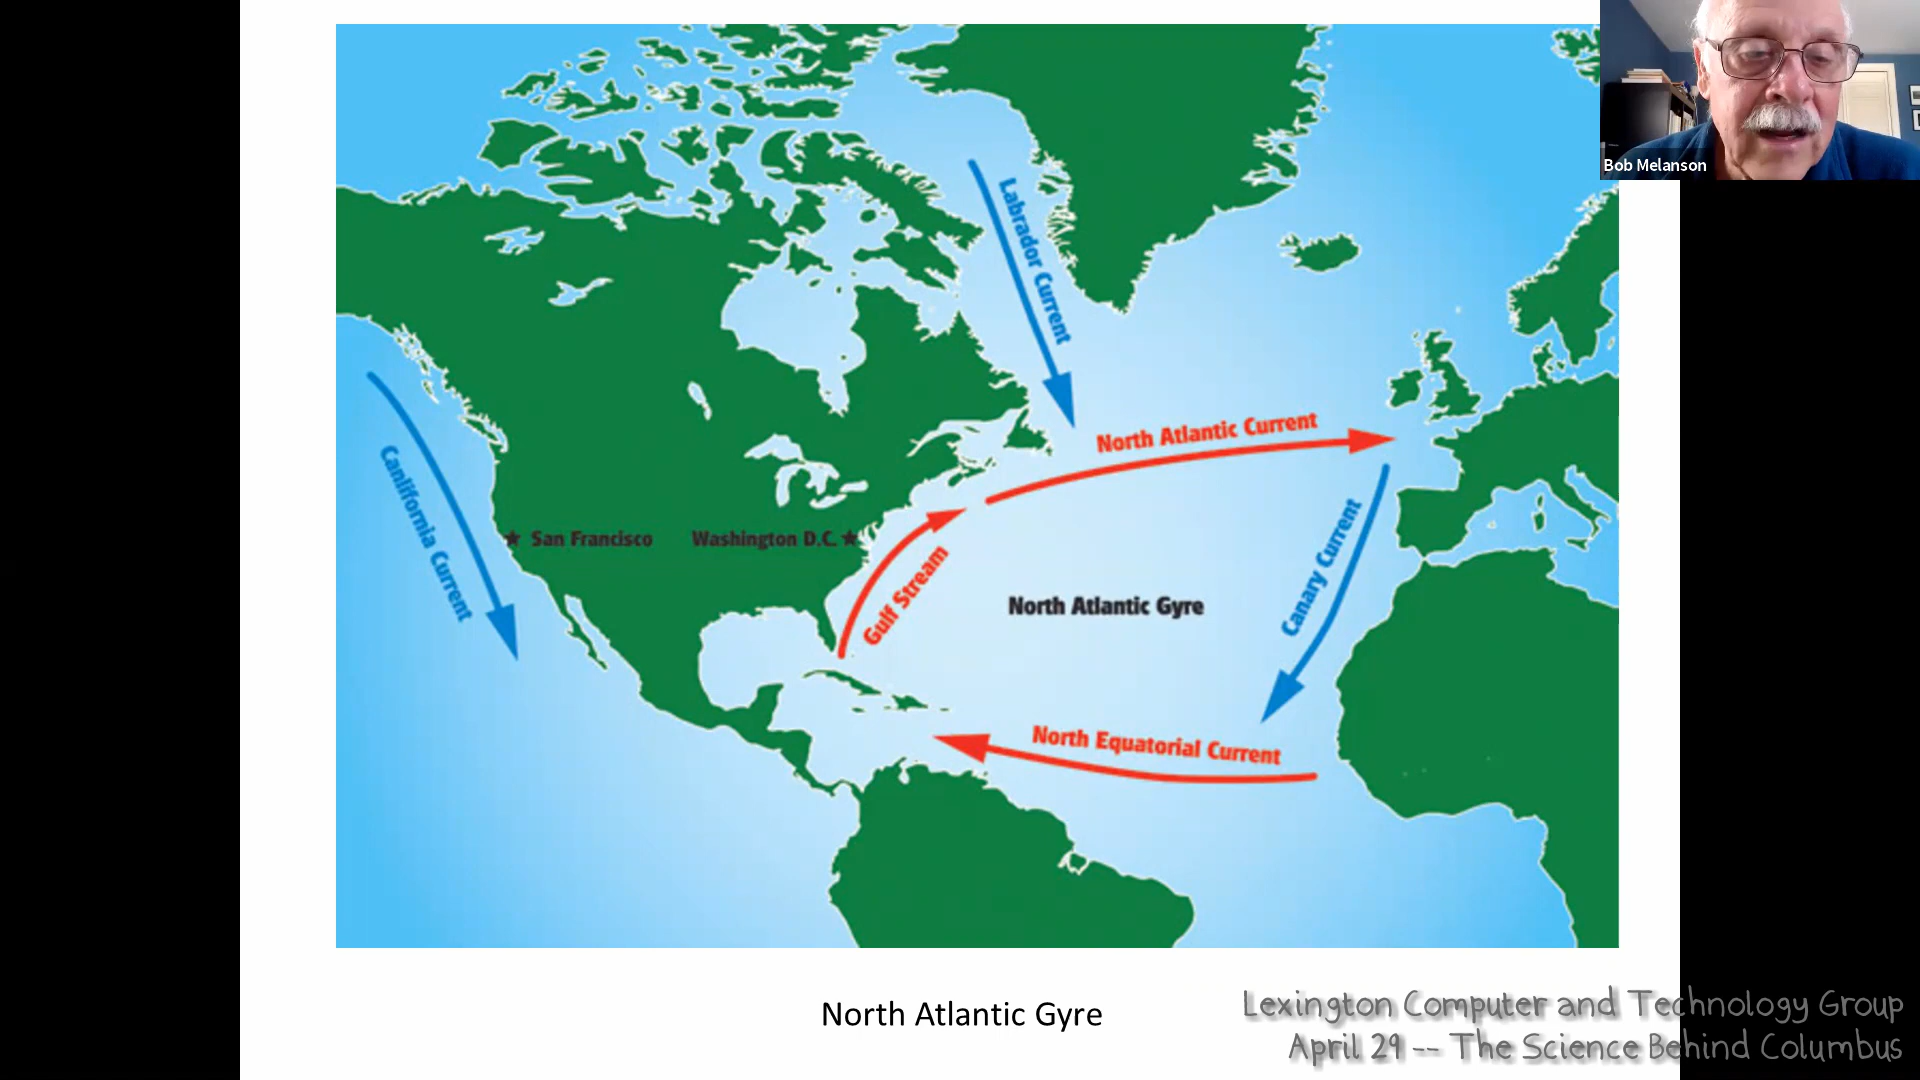 Bob Melanson
Labrador Current
North Atlantic Current
Canlifornia Current
San Francisco
Washington D.C.
Gulf Stream
Canary Current
North Atlantic Gyre
North Equatorial Current
North Atlantic Gyre
Lexington Computer and Technology Group
April 29 -- The Science Behind Columbus